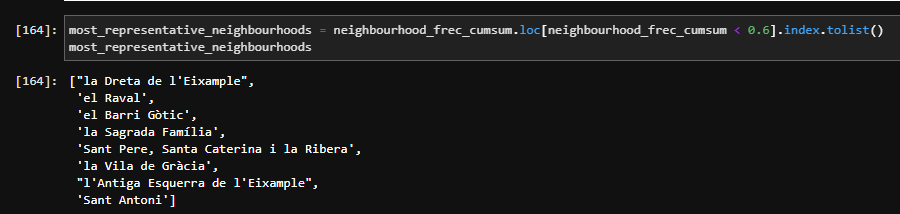 [164]: most_representative_neighbourhoods = neighbourhood_frec_cumsum.loc[neighbourhood_frec_cumsum < 0.6].index.tolist()
most_representative_neighbourhoods
[164]: ["la Dreta de l'Eixample",
'el Raval',
'el Barri Gòtic',
'la Sagrada Família',
'Sant Pere, Santa Caterina i la Ribera',
'la Vila de Gràcia',
"l'Antiga Esquerra de l'Eixample",
'Sant Antoni']